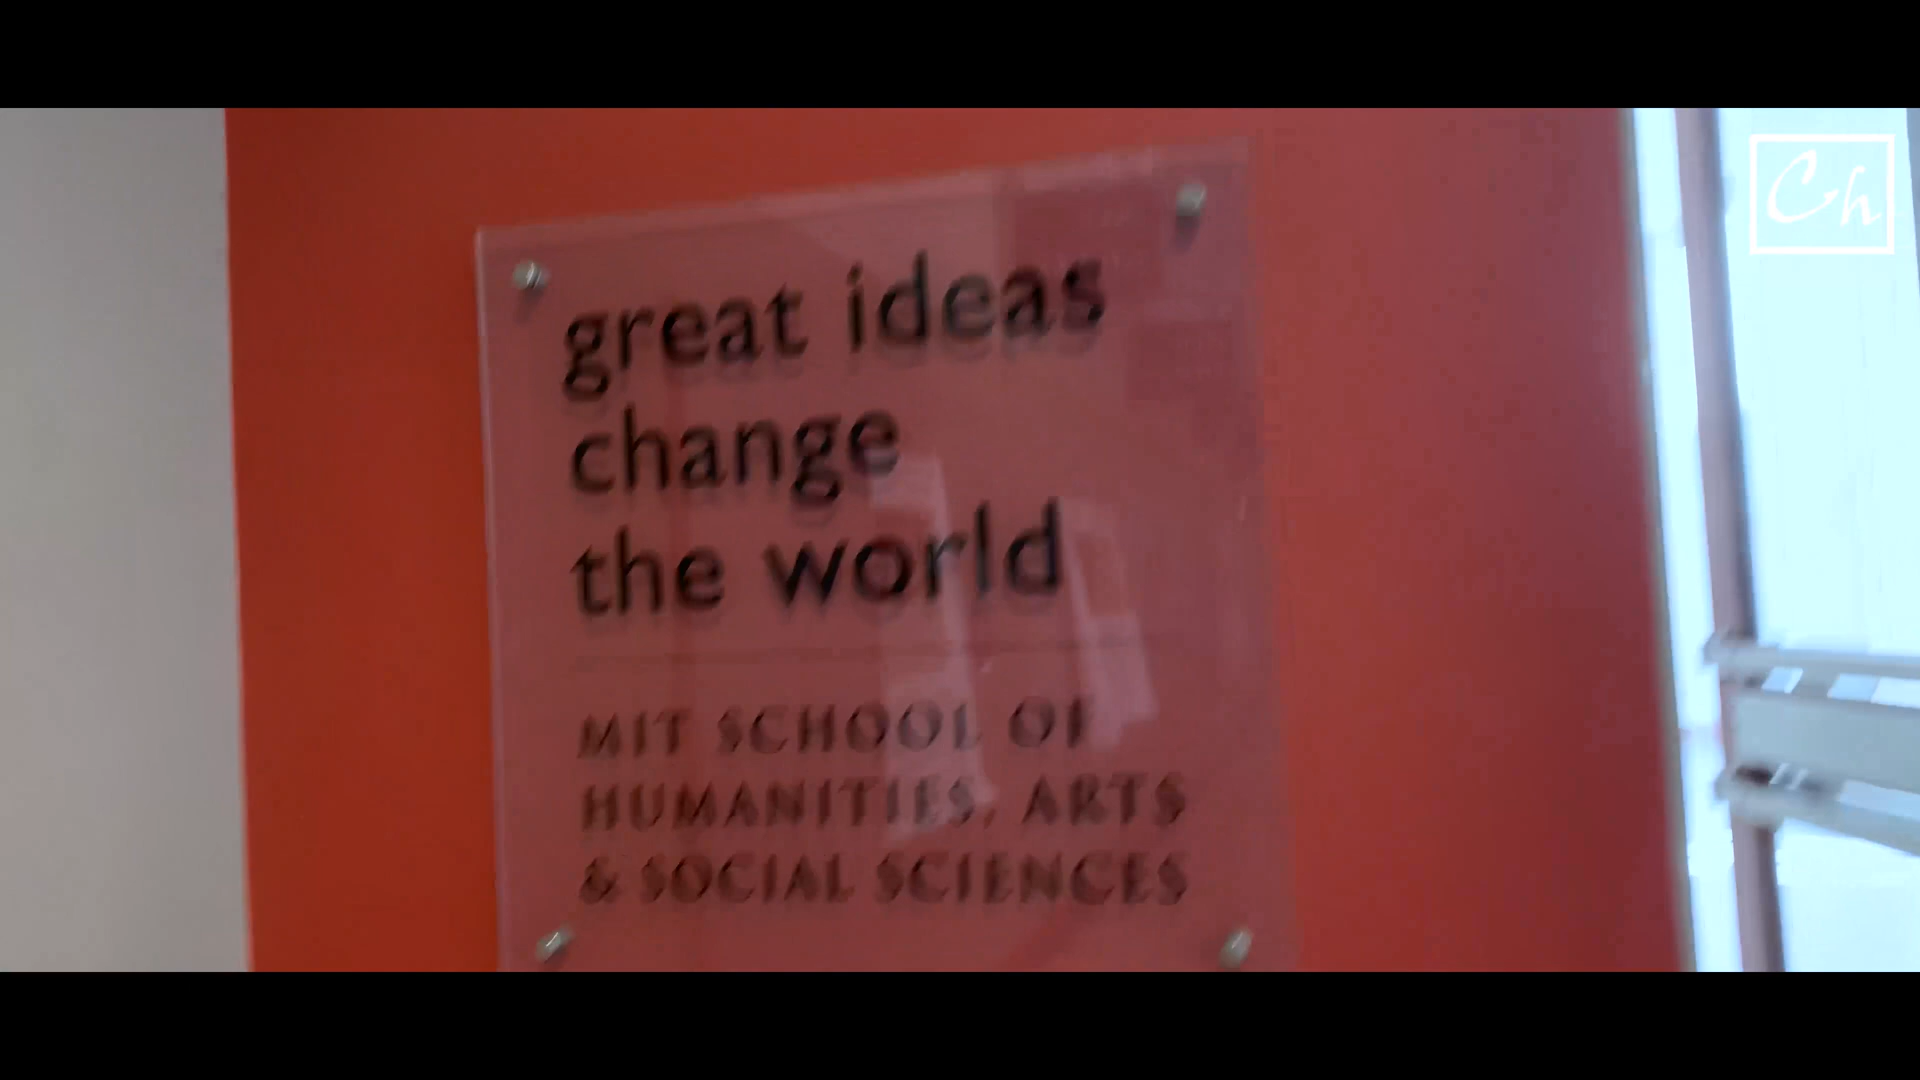 Ch
great ideas
change
the world
MIT SCHOOL OF
HUMANITIES, ARTS
& SOCIAL SCIENCES